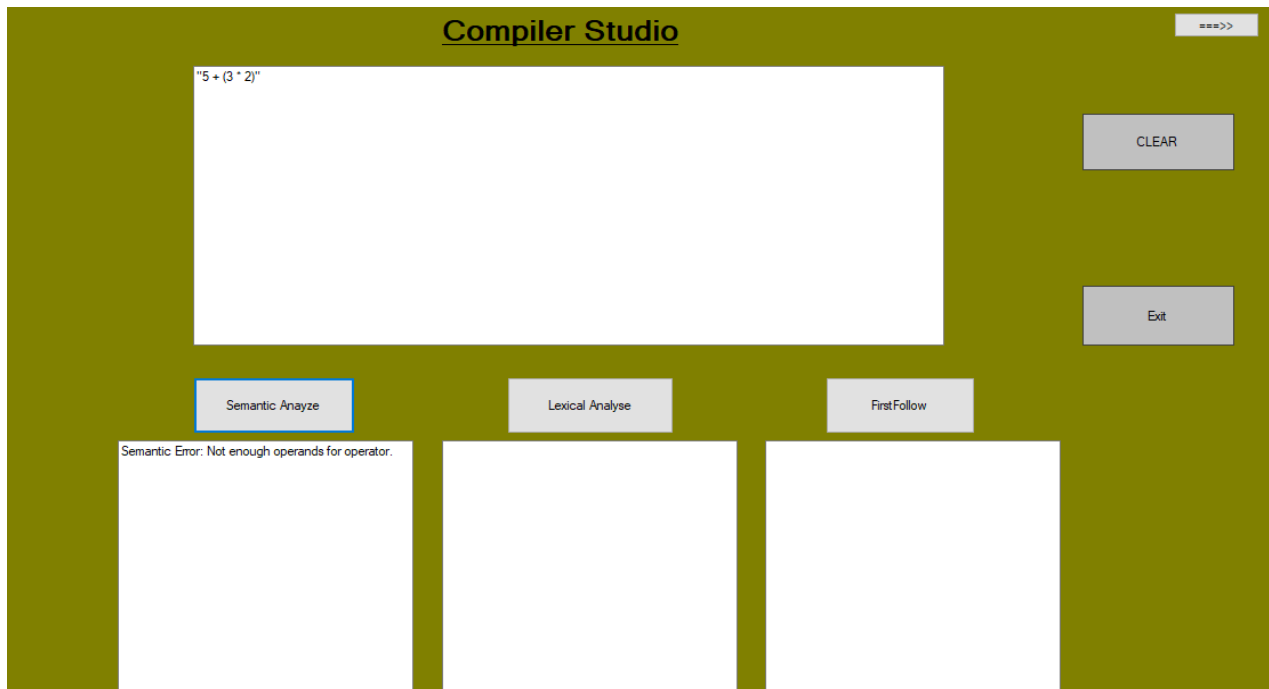 Compiler Studio
===>>
"5 + (3 * 2)"
CLEAR
Exit
Semantic Anayze
Lexical Analyse
FirstFollow
Semantic Error: Not enough operands for operator.